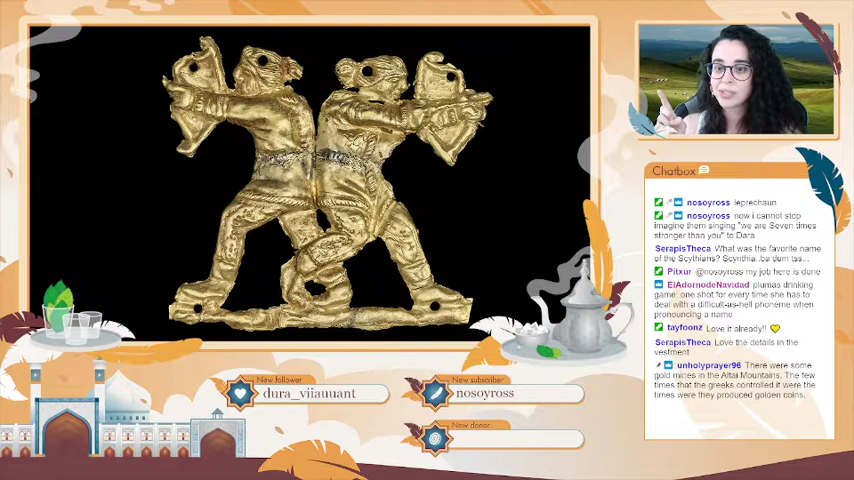 Chatbox
nosoyross leprechaun
nosoyross now i cannot stop
imagine them singing "we are Seven times
stronger than you" to Dara
SerapisTheca What was the favorite name
of the Scythians? Scynthia..ba dum tss...
Pitxur @nosoyross my job here is done
ElAdornodeNavidad plumas drinking
game: one shot for every time she has to
deal with a difficult-as-hell phoneme when
pronouncing a name
tayfoonz Love it already!!
SerapisTheca Love the details in the
vestment
unholyprayer96 There were some
gold mines in the Altai Mountains. The few
times that the greeks controlled it were the
times were they produced golden coins.
New follower
dura_viiauuant
New subscriber
nosoyross
New donor